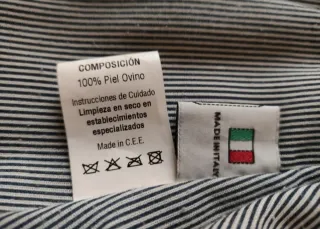 COMPOSICIÓN
100% Piel Ovino
Instrucciones de Cuidado
Limpieza en seco en
establecimientos
especializados
Made in C.E.E.
MADE IN ITALY